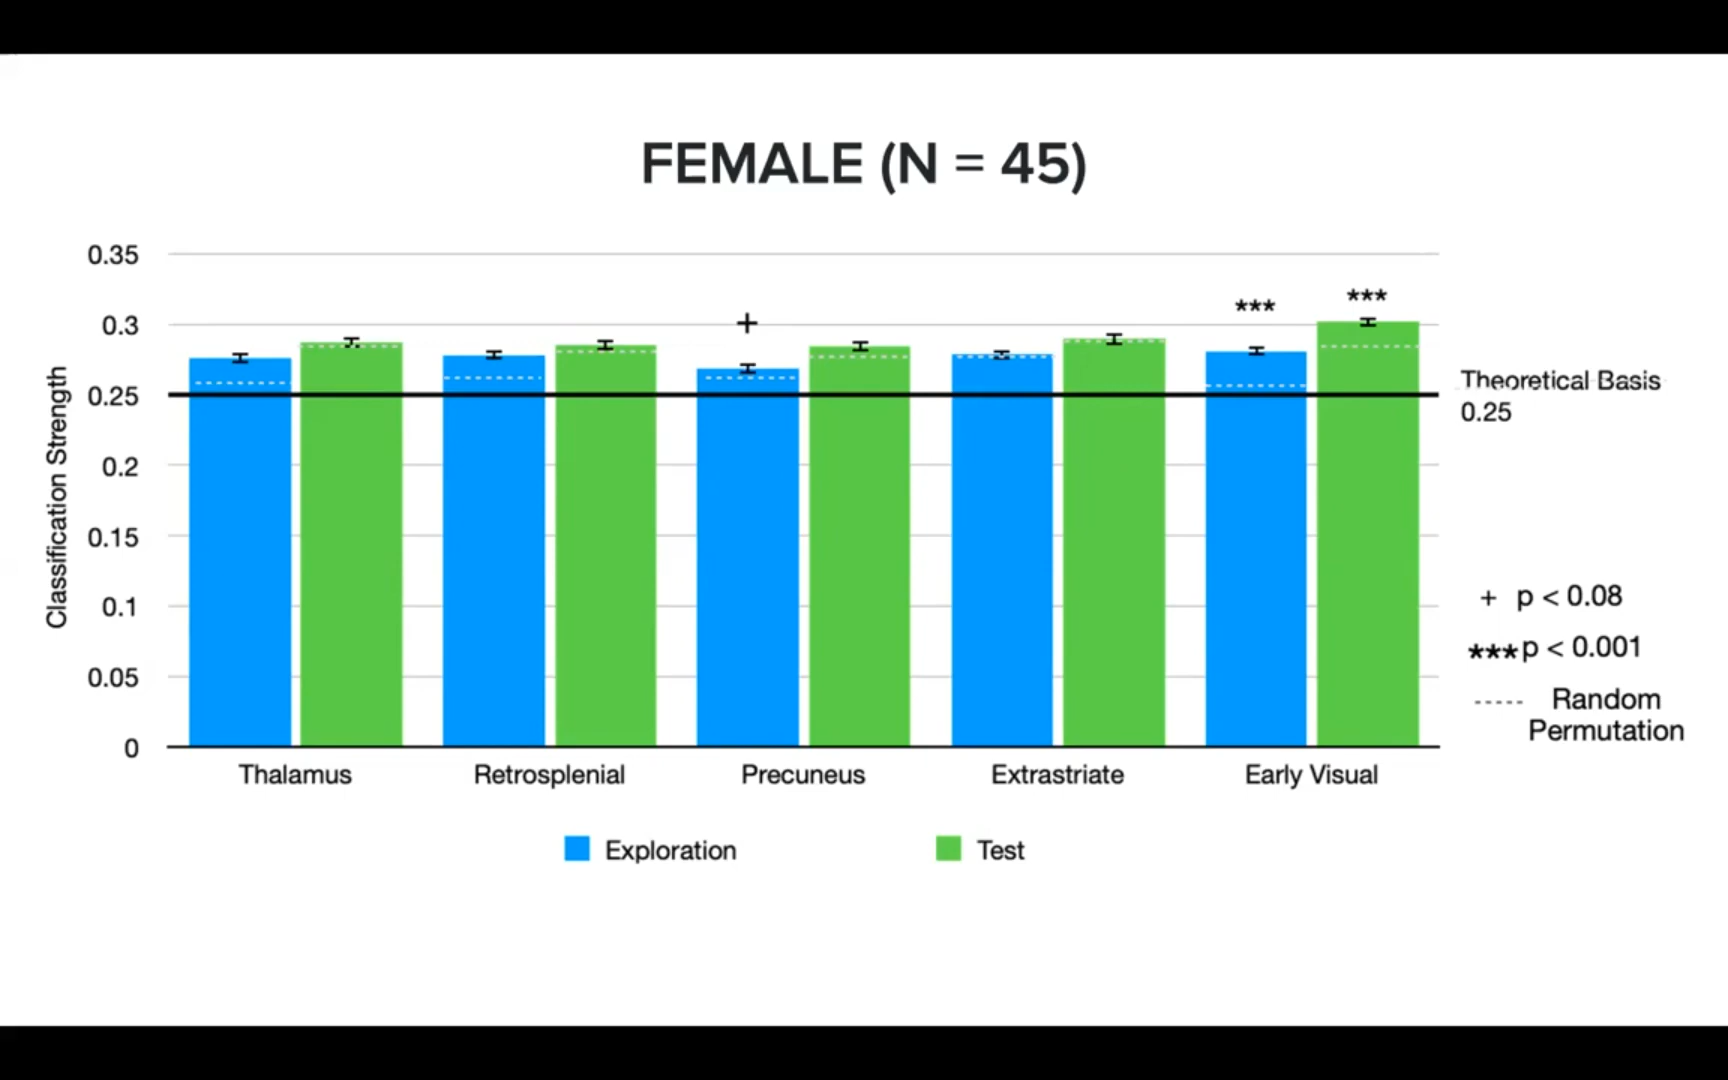 FEMALE (N = 45)
0.35
0.3
0.25
0.2
0.15
0.1
0.05
0
Classification Strength
+
***
***
Theoretical Basis
0.25
+ p < 0.08
*** p < 0.001
Random
Permutation
Thalamus
Retrosplenial
Precuneus
Extrastriate
Early Visual
Exploration
Test